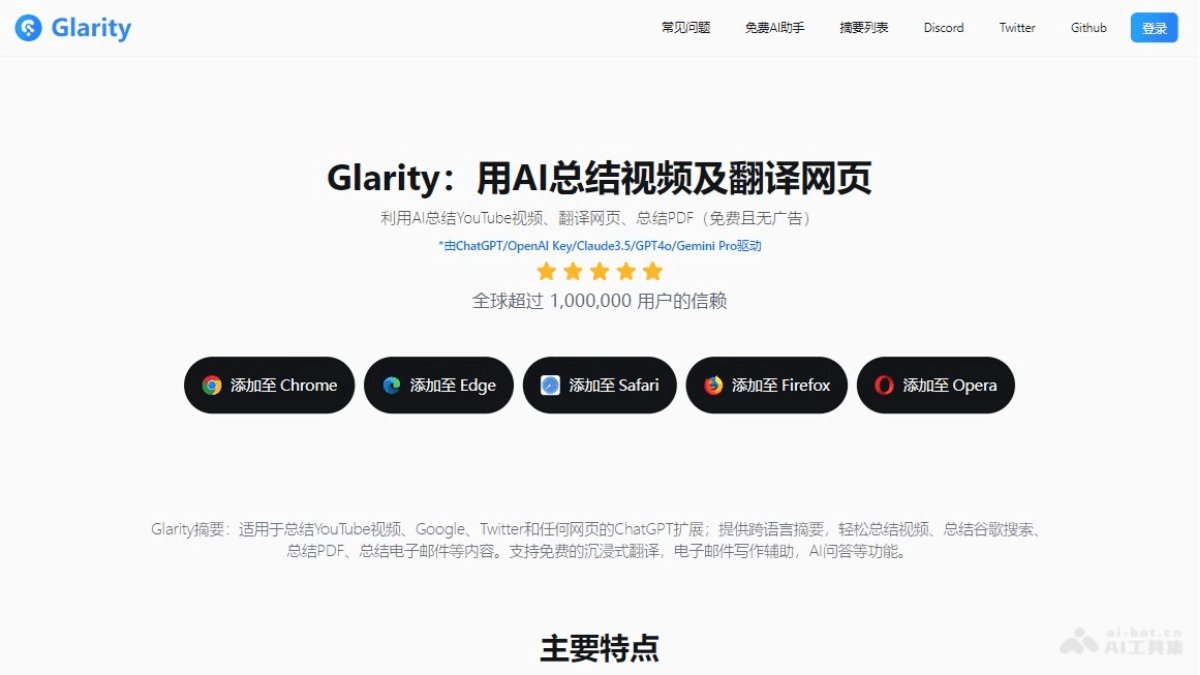 Glarity
常见问题
免费AI助手
摘要列表
Discord
Twitter
Github
登录
Glarity：用AI总结视频及翻译网页
利用AI总结YouTube视频、翻译网页、总结PDF（免费且无广告）
*由ChatGPT/OpenAI Key/Claude3.5/GPT4o/Gemini Pro驱动
全球超过 1,000,000 用户的信赖
添加至 Chrome
添加至 Edge
添加至 Safari
添加至 Firefox
添加至 Opera
Glarity摘要：适用于总结YouTube视频、Google、Twitter和任何网页的ChatGPT扩展；提供跨语言摘要，轻松总结视频、总结谷歌搜索、
总结PDF、总结电子邮件等内容。支持免费的沉浸式翻译，电子邮件写作辅助，AI问答等功能。
主要特点
ai-bot.cn
AI工具集